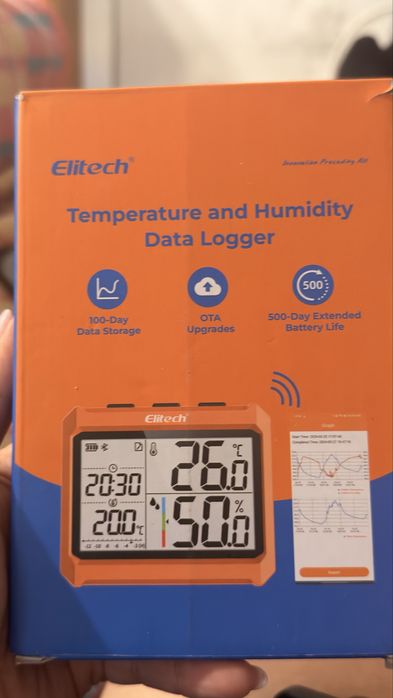 Elitech®
Innovation Preceding All
Temperature and Humidity
Data Logger
500
100-Day
Data Storage
OTA
Upgrades
500-Day Extended
Battery Life
Elitech®
20:30
26.0 °C
20.0 °C
50.0 %
Graph